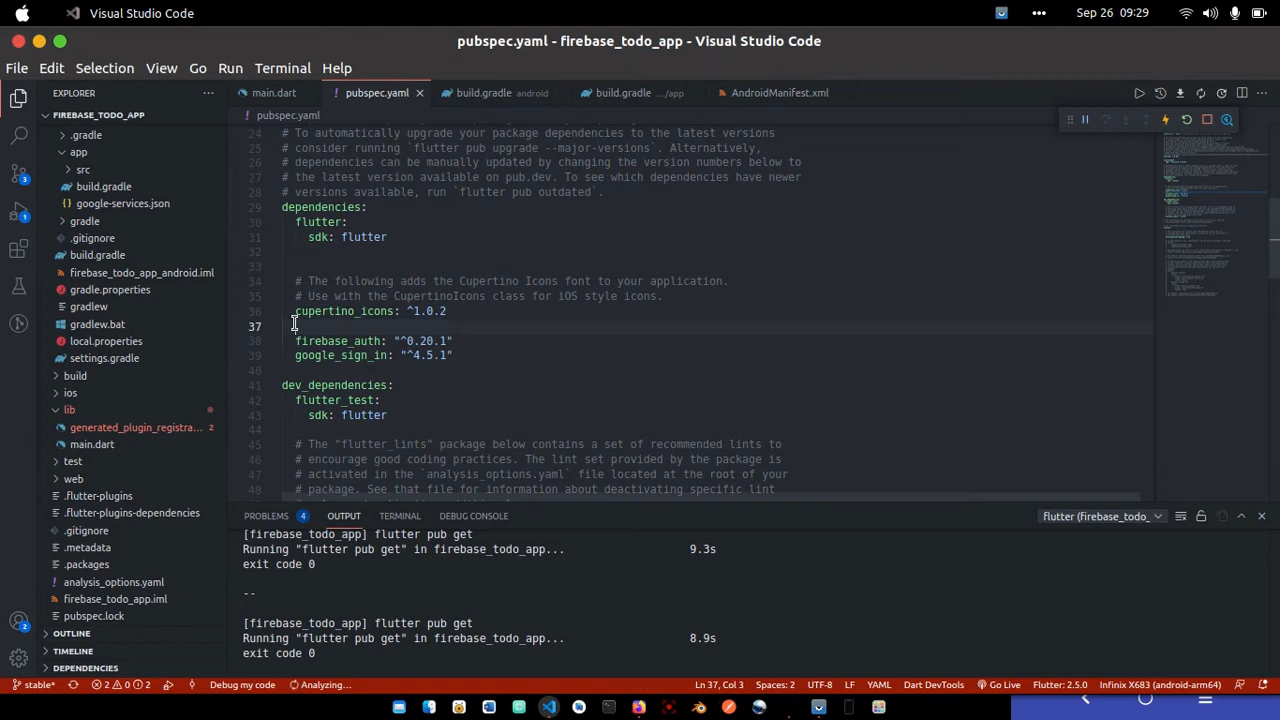 Visual Studio Code
Sep 26 09:29
pubspec.yaml - firebase_todo_app - Visual Studio Code
File Edit Selection View Go Run Terminal Help
EXPLORER
FIREBASE_TODO_APP
.gradle
app
src
build.gradle
google-services.json
gradle
.gitignore
build.gradle
firebase_todo_app_android.iml
gradle.properties
gradlew
gradlew.bat
local.properties
settings.gradle
build
ios
lib
generated_plugin_registra... 2
main.dart
test
web
.flutter-plugins
.flutter-plugins-dependencies
.gitignore
.metadata
.packages
analysis_options.yaml
firebase_todo_app.iml
pubspec.lock
OUTLINE
TIMELINE
DEPENDENCIES
3
1
2
main.dart pubspec.yaml build.gradle android build.gradle .../app AndroidManifest.xml
pubspec.yaml
24 # To automatically upgrade your package dependencies to the latest versions
25 # consider running `flutter pub upgrade --major-versions`. Alternatively,
26 # dependencies can be manually updated by changing the version numbers below to
27 # the latest version available on pub.dev. To see which dependencies have newer
28 # versions available, run `flutter pub outdated`.
29 dependencies:
30 flutter:
31 sdk: flutter
32
33
34 # The following adds the Cupertino Icons font to your application.
35 # Use with the CupertinoIcons class for iOS style icons.
36 cupertino_icons: ^1.0.2
37
38 firebase_auth: "^0.20.1"
39 google_sign_in: "^4.5.1"
40
41 dev_dependencies:
42 flutter_test:
43 sdk: flutter
44
45 # The "flutter_lints" package below contains a set of recommended lints to
46 # encourage good coding practices. The lint set provided by the package is
47 # activated in the `analysis_options.yaml` file located at the root of your
48 # package. See that file for information about deactivating specific lint
PROBLEMS 4 OUTPUT TERMINAL DEBUG CONSOLE flutter (firebase_todo_
[firebase_todo_app] flutter pub get
Running "flutter pub get" in firebase_todo_app... 9.3s
exit code 0
--
[firebase_todo_app] flutter pub get
Running "flutter pub get" in firebase_todo_app... 8.9s
exit code 0
stable* 2 0 2 Debug my code Analyzing... Ln 37, Col 3 Spaces: 2 UTF-8 LF YAML Dart DevTools Go Live Flutter: 2.5.0 Infinix X683 (android-arm64)